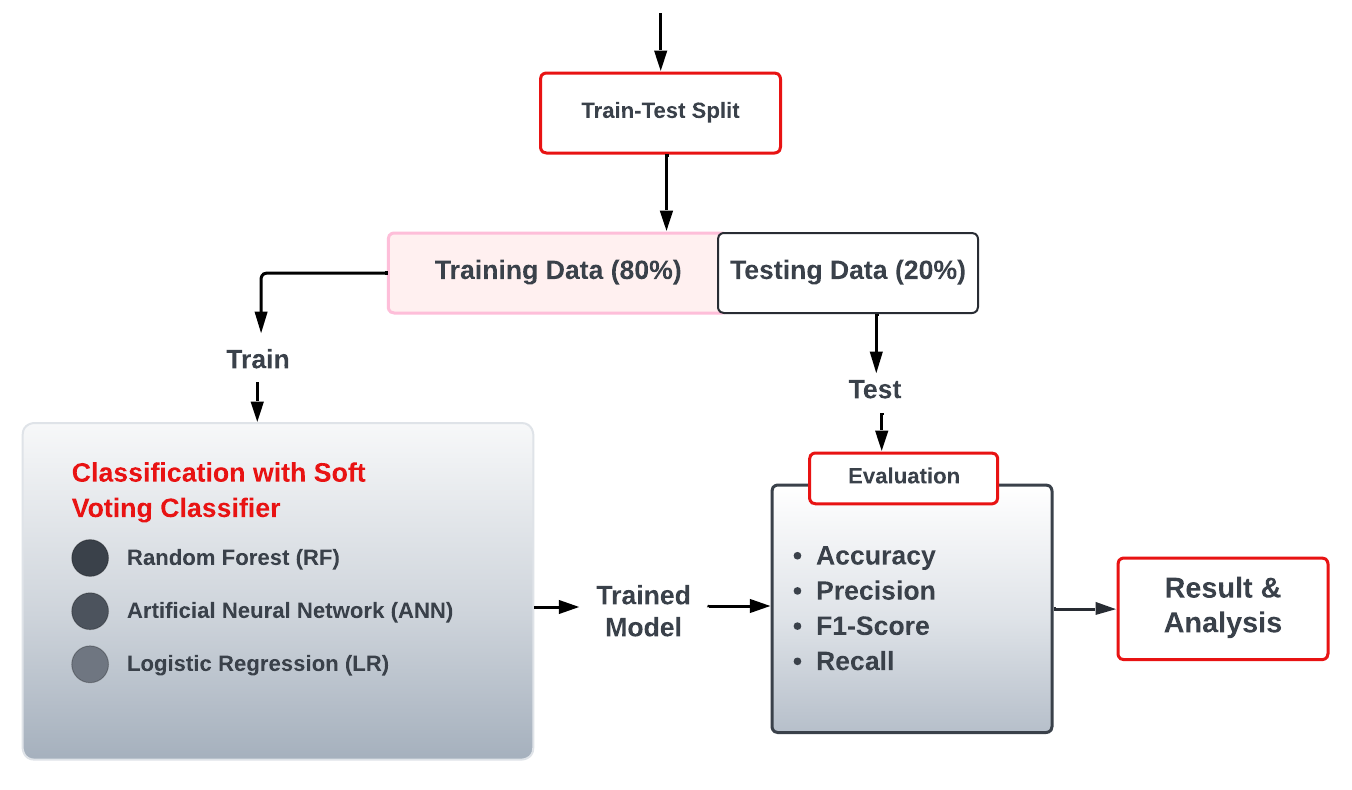 Train-Test Split
Training Data (80%)
Testing Data (20%)
Train
Test
Classification with Soft
Voting Classifier
Random Forest (RF)
Artificial Neural Network (ANN)
Logistic Regression (LR)
Trained
Model
Evaluation
• Accuracy
• Precision
• F1-Score
• Recall
Result &
Analysis